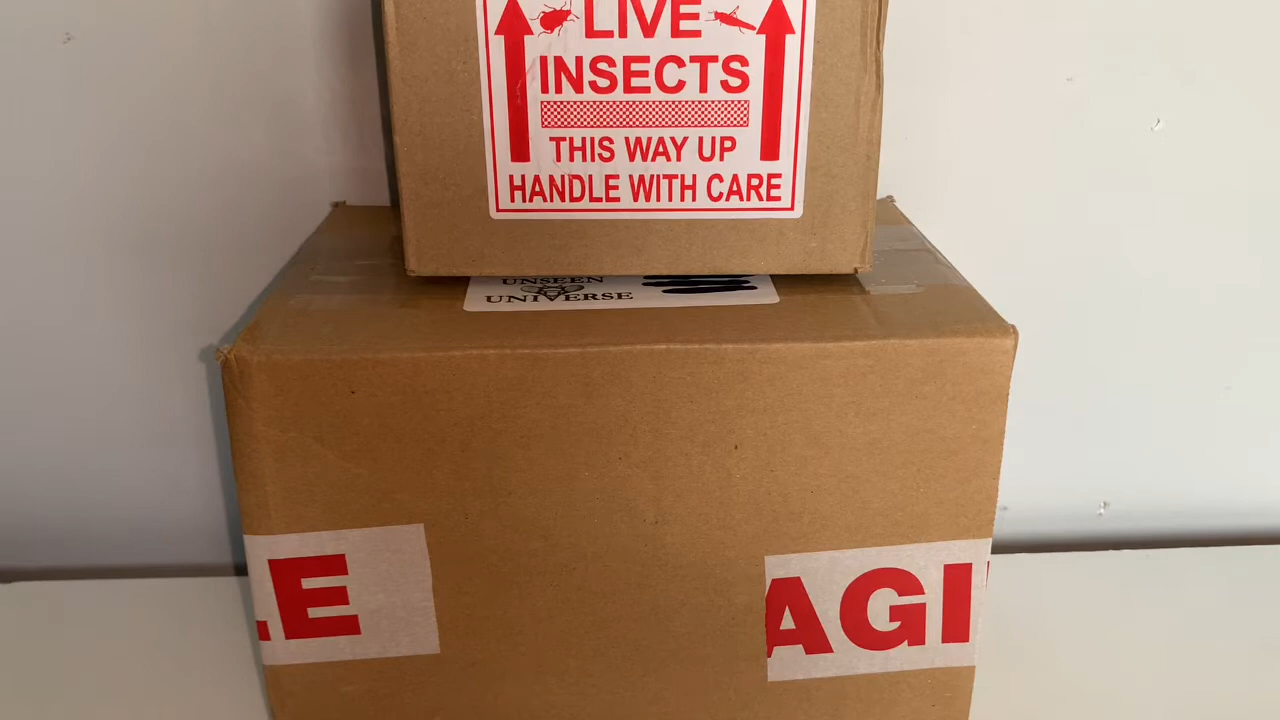 LIVE
INSECTS
THIS WAY UP
HANDLE WITH CARE
UNSEEN
UNIVERSE
LE
AGI